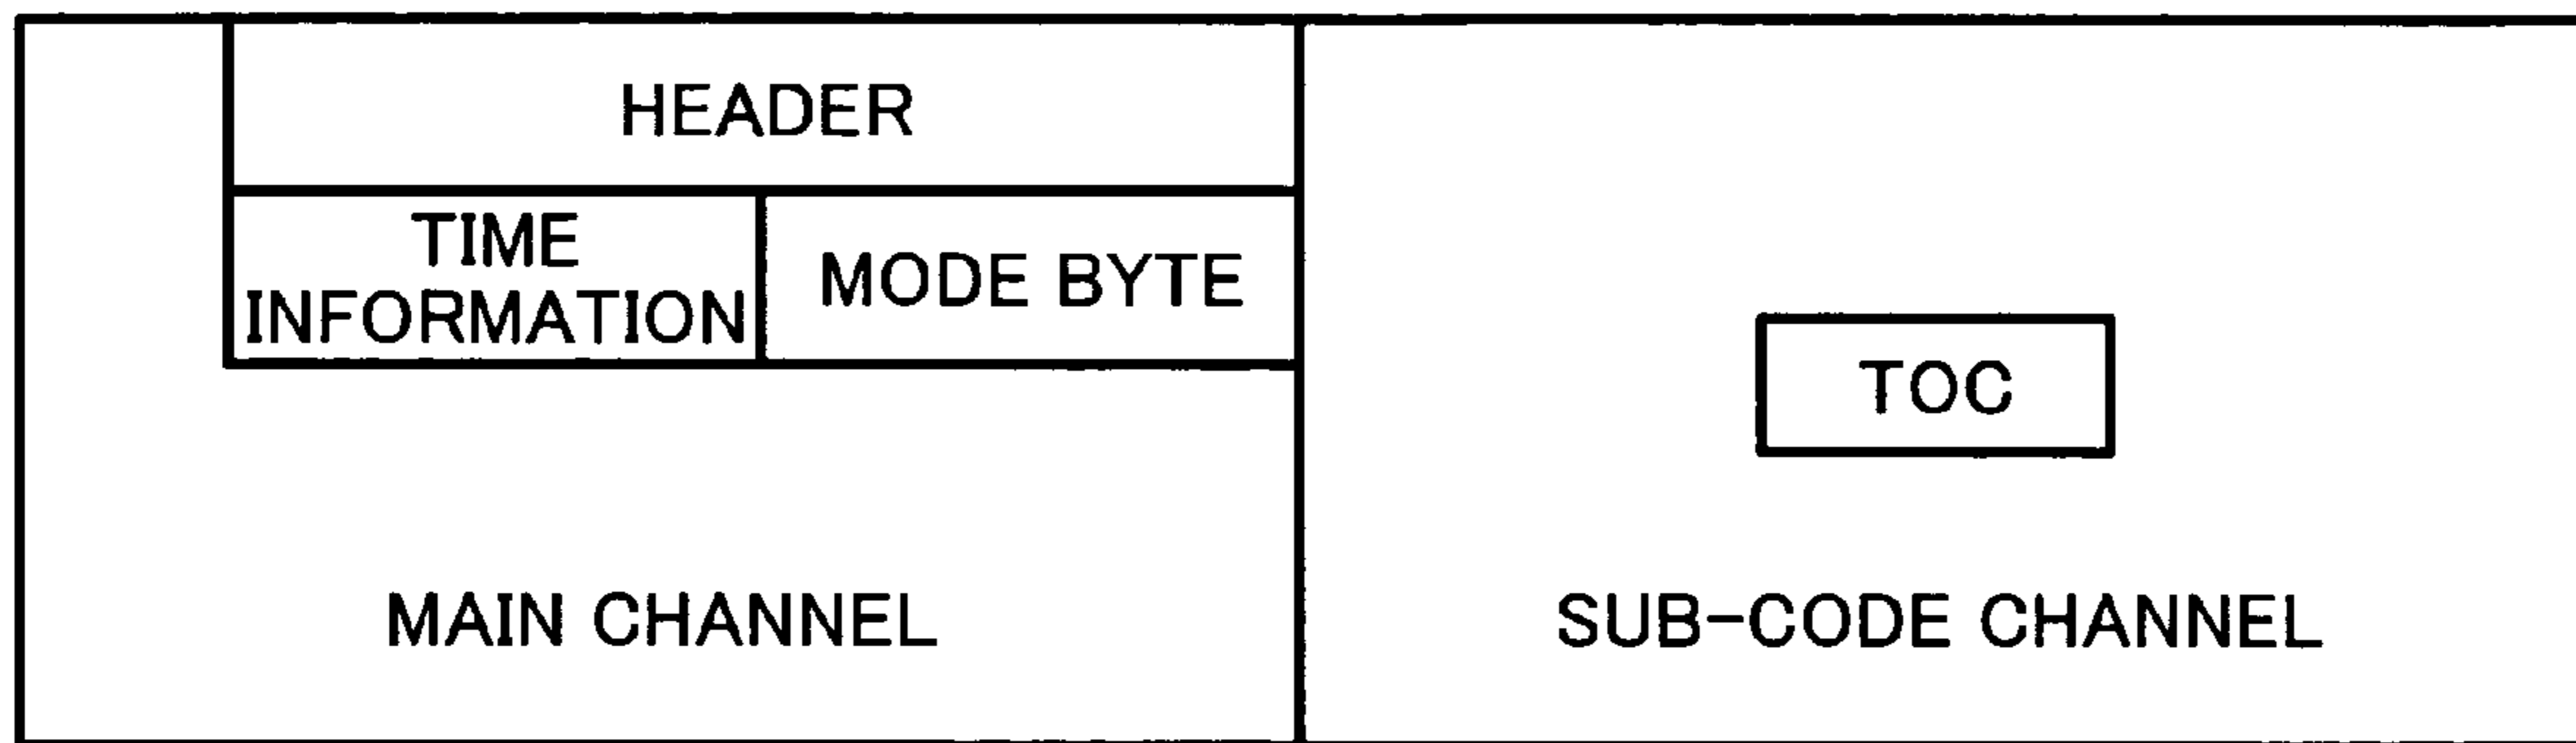 HEADER
TIME
INFORMATION
MODE BYTE
TOC
MAIN CHANNEL
SUB-CODE CHANNEL